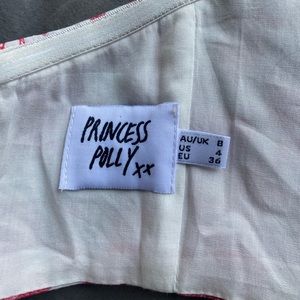 PRINCESS
POLLY xx
AU/UK 8
US 4
EU 36